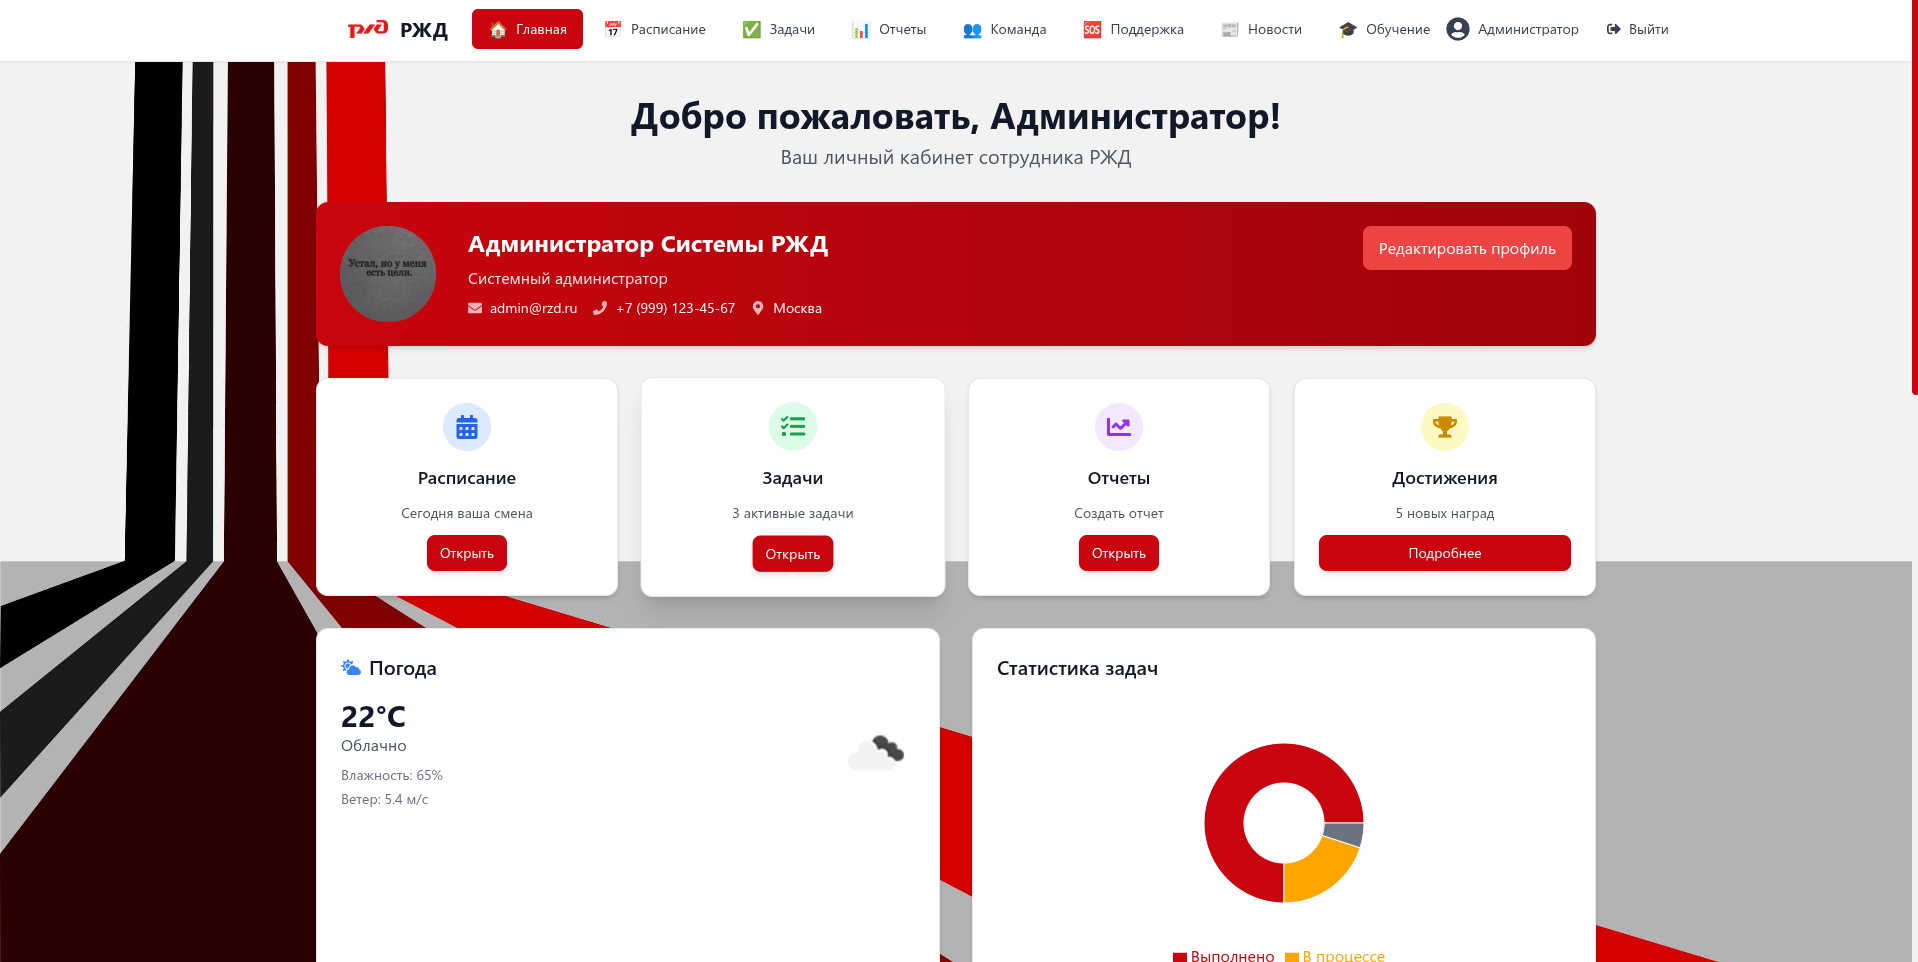 РЖД
Главная
Расписание
Задачи
Отчеты
Команда
Поддержка
Новости
Обучение
Администратор
Выйти
Добро пожаловать, Администратор!
Ваш личный кабинет сотрудника РЖД
Устал, но у меня
есть цели.
Администратор Системы РЖД
Системный администратор
admin@rzd.ru
+7 (999) 123-45-67
Москва
Редактировать профиль
Расписание
Сегодня ваша смена
Открыть
Задачи
3 активные задачи
Открыть
Отчеты
Создать отчет
Открыть
Достижения
5 новых наград
Подробнее
Погода
22°C
Облачно
Влажность: 65%
Ветер: 5.4 м/с
Статистика задач
Выполнено
В процессе